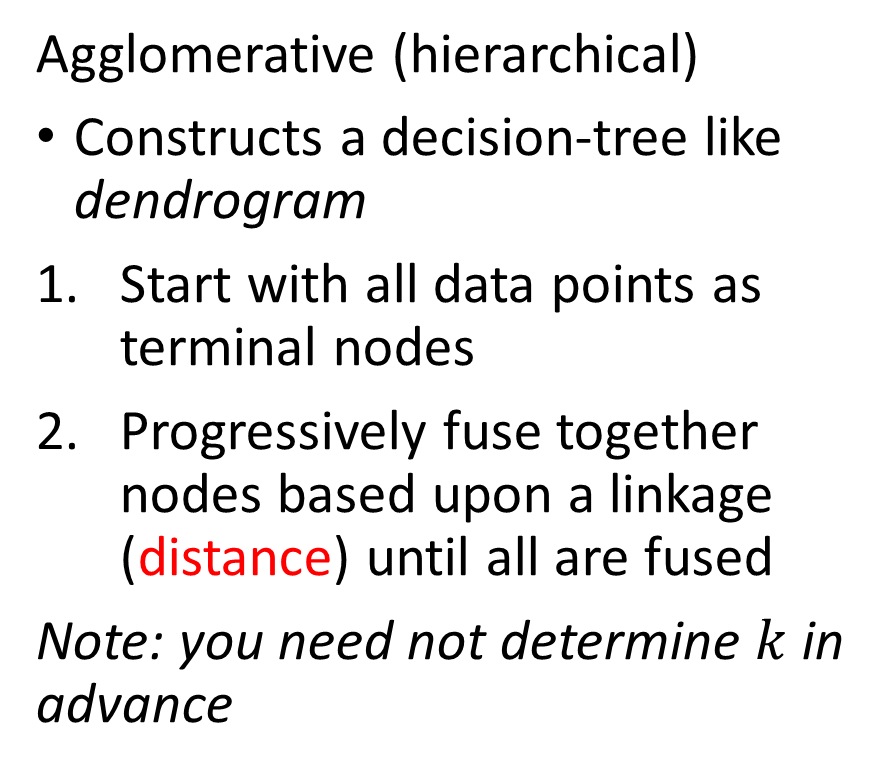 Agglomerative (hierarchical)
• Constructs a decision-tree like
dendrogram
1. Start with all data points as
terminal nodes
2. Progressively fuse together
nodes based upon a linkage
(distance) until all are fused
Note: you need not determine k in
advance